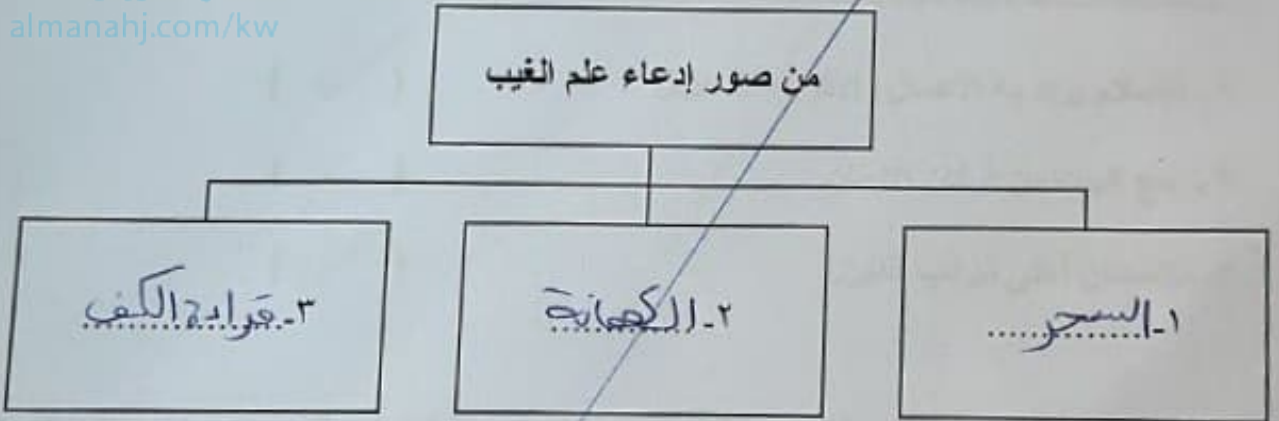 almanahj.com/kw
من صور إدعاء علم الغيب
١- السحر
٢- الكهانة
٣- قراءة الكف